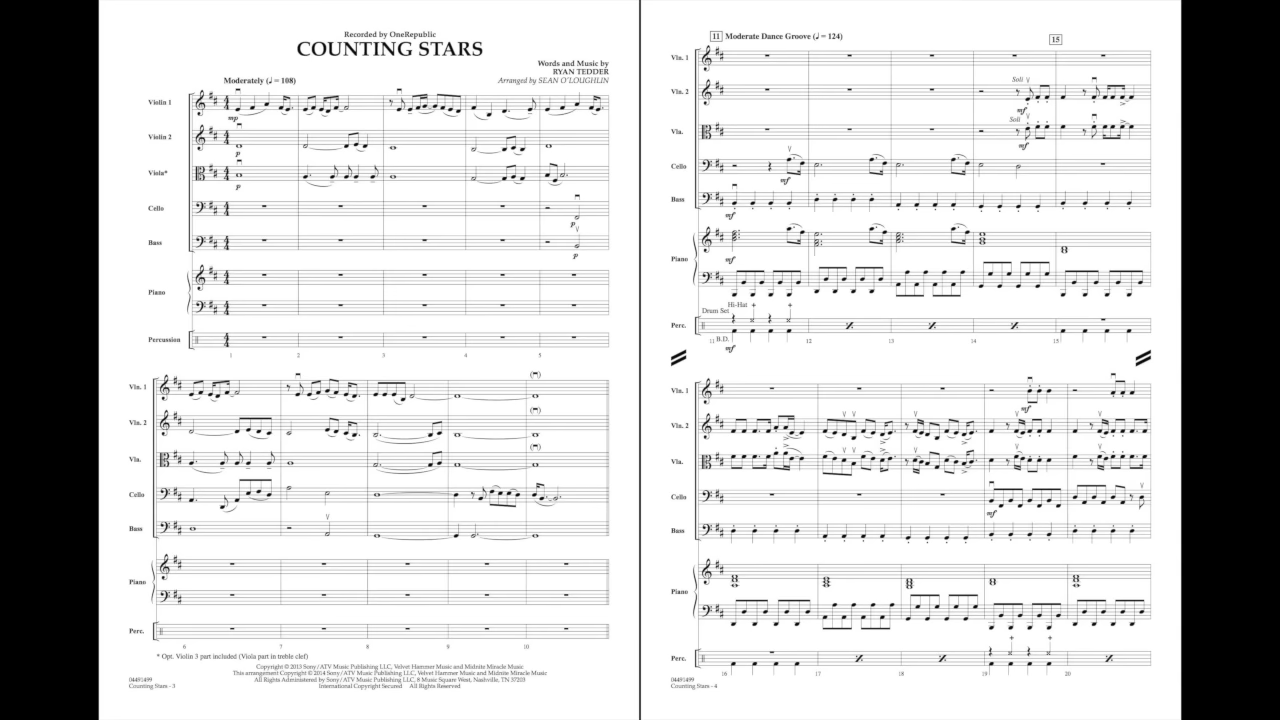 Recorded by OneRepublic
COUNTING STARS
Words and Music by
RYAN TEDDER
Arranged by SEAN O'LOUGHLIN
Moderately (♩ = 108)
Violin 1
mp
Violin 2
p
Viola*
p
Cello
p
Bass
p
Piano
Percussion
1 2 3 4 5
Vln. 1
Vln. 2
Vla.
Cello
Bass
Piano
Perc.
6 7 8 9 10
* Opt. Violin 3 part included (Viola part in treble clef)
Copyright © 2013 Sony/ATV Music Publishing LLC, Velvet Hammer Music and Midnite Miracle Music
This arrangement Copyright © 2014 Sony/ATV Music Publishing LLC, Velvet Hammer Music and Midnite Miracle Music
All Rights Administered by Sony/ATV Music Publishing LLC, 8 Music Square West, Nashville, TN 37203
International Copyright Secured All Rights Reserved
04491499
Counting Stars - 3
11 Moderate Dance Groove (♩ = 124) 15
Vln. 1
Vln. 2
Soli
mf
Vla.
Soli
mf
Cello
mf
Bass
mf
Piano
mf
Drum Set
Hi-Hat
Perc.
B.D.
mf
11 12 13 14 15
Vln. 1
mf
Vln. 2
Vla.
Cello
mf
Bass
Piano
Perc.
16 17 18 19 20
04491499
Counting Stars - 4